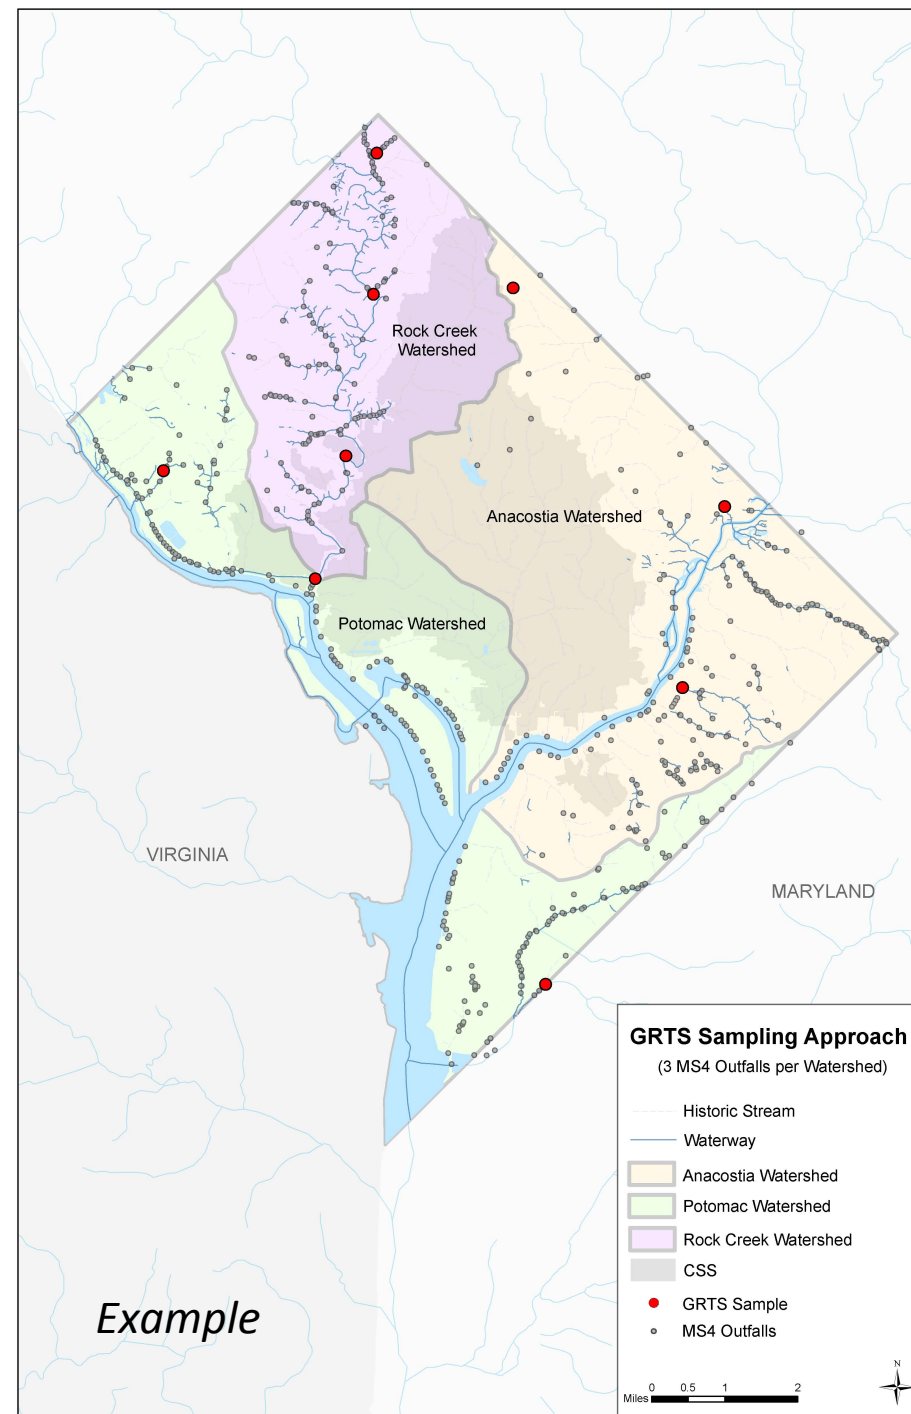 Rock Creek
Watershed
Anacostia Watershed
Potomac Watershed
VIRGINIA
MARYLAND
GRTS Sampling Approach
(3 MS4 Outfalls per Watershed)
Historic Stream
Waterway
Anacostia Watershed
Potomac Watershed
Rock Creek Watershed
CSS
GRTS Sample
MS4 Outfalls
Example
N
0 0.5 1 2
Miles